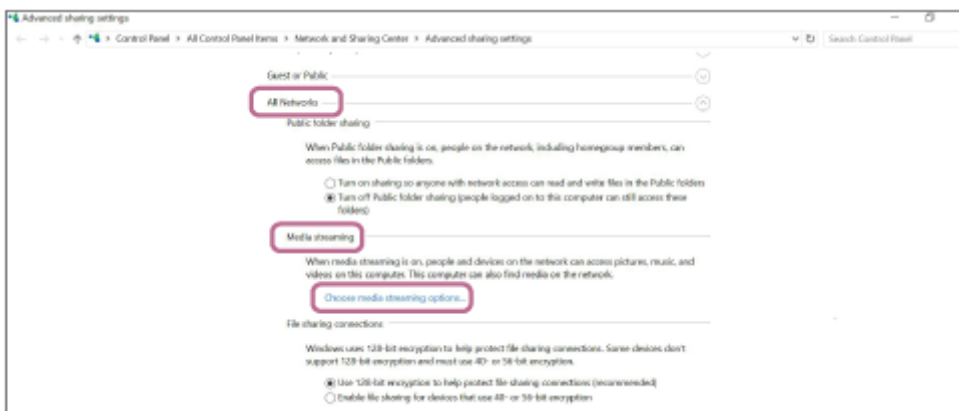 Advanced sharing settings
Control Panel > All Control Panel Items > Network and Sharing Center > Advanced sharing settings
Search Control Panel
Guest or Public
All Networks
Public folder sharing
When Public folder sharing is on, people on the network, including homegroup members, can
access files in the Public folders.
Turn on sharing so anyone with network access can read and write files in the Public folders
Turn off Public folder sharing (people logged on to this computer can still access these
folders)
Media streaming
When media streaming is on, people and devices on the network can access pictures, music, and
videos on this computer. This computer can also find media on the network.
Choose media streaming options...
File sharing connections
Windows uses 128-bit encryption to help protect file sharing connections. Some devices don't
support 128-bit encryption and must use 40- or 56-bit encryption.
Use 128-bit encryption to help protect file sharing connections (recommended)
Enable file sharing for devices that use 40- or 56-bit encryption